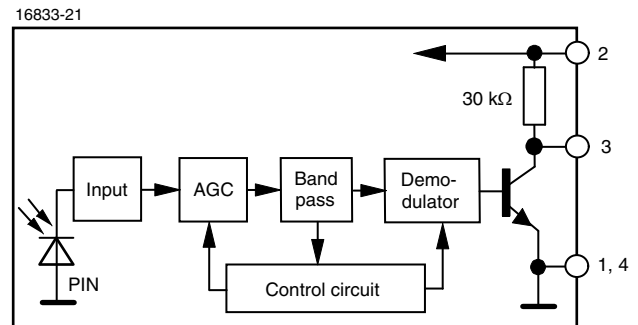 16833-21
2
30 kΩ
3
Input
AGC
Band
pass
Demo-
dulator
1, 4
PIN
Control circuit